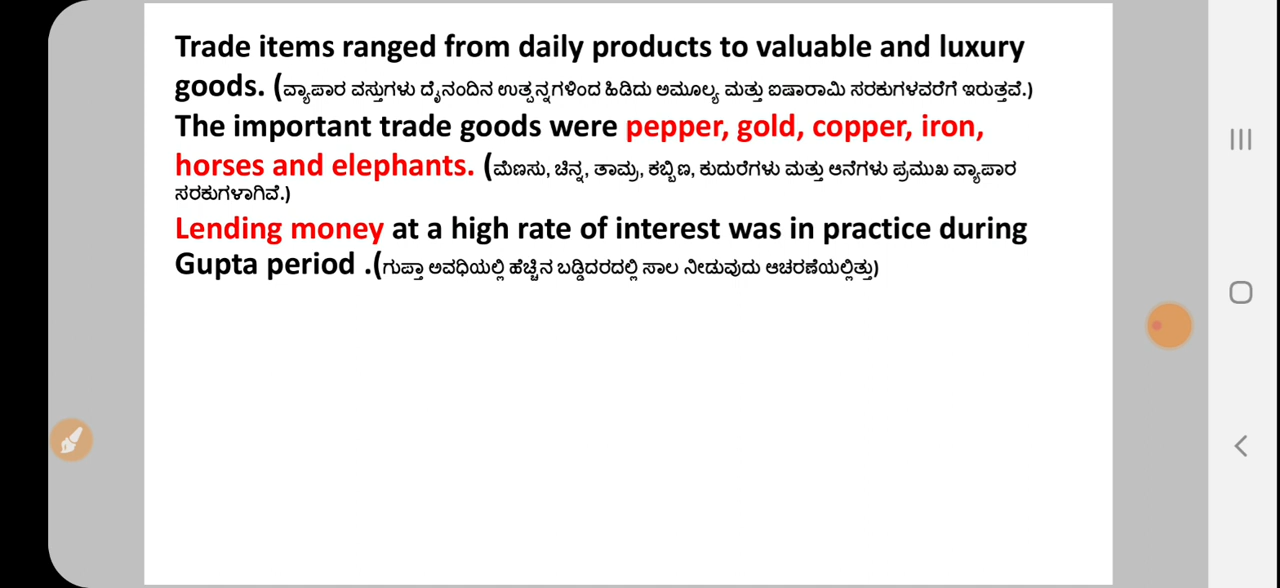 Trade items ranged from daily products to valuable and luxury
goods. (ವ್ಯಾಪಾರ ವಸ್ತುಗಳು ದೈನಂದಿನ ಉತ್ಪನ್ನಗಳಿಂದ ಹಿಡಿದು ಅಮೂಲ್ಯ ಮತ್ತು ಐಷಾರಾಮಿ ಸರಕುಗಳವರೆಗೆ ಇರುತ್ತವೆ.)
The important trade goods were pepper, gold, copper, iron,
horses and elephants. (ಮೆಣಸು, ಚಿನ್ನ, ತಾಮ್ರ, ಕಬ್ಬಿಣ, ಕುದುರೆಗಳು ಮತ್ತು ಆನೆಗಳು ಪ್ರಮುಖ ವ್ಯಾಪಾರ
ಸರಕುಗಳಾಗಿವೆ.)
Lending money at a high rate of interest was in practice during
Gupta period .(ಗುಪ್ತಾ ಅವಧಿಯಲ್ಲಿ ಹೆಚ್ಚಿನ ಬಡ್ಡಿದರದಲ್ಲಿ ಸಾಲ ನೀಡುವುದು ಆಚರಣೆಯಲ್ಲಿತ್ತು)